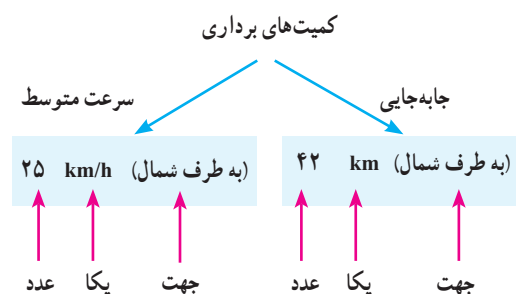 کمیت‌های برداری
جابه‌جایی
سرعت متوسط
۴۲ km (به طرف شمال)
۲۵ km/h (به طرف شمال)
جهت یکا عدد
جهت یکا عدد